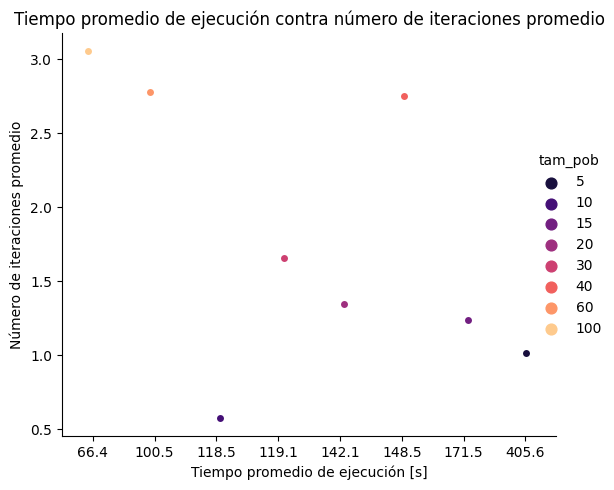 Tiempo promedio de ejecución contra número de iteraciones promedio
Número de iteraciones promedio
3.0
2.5
2.0
1.5
1.0
0.5
66.4 100.5 118.5 119.1 142.1 148.5 171.5 405.6
Tiempo promedio de ejecución [s]
tam_pob
5
10
15
20
30
40
60
100